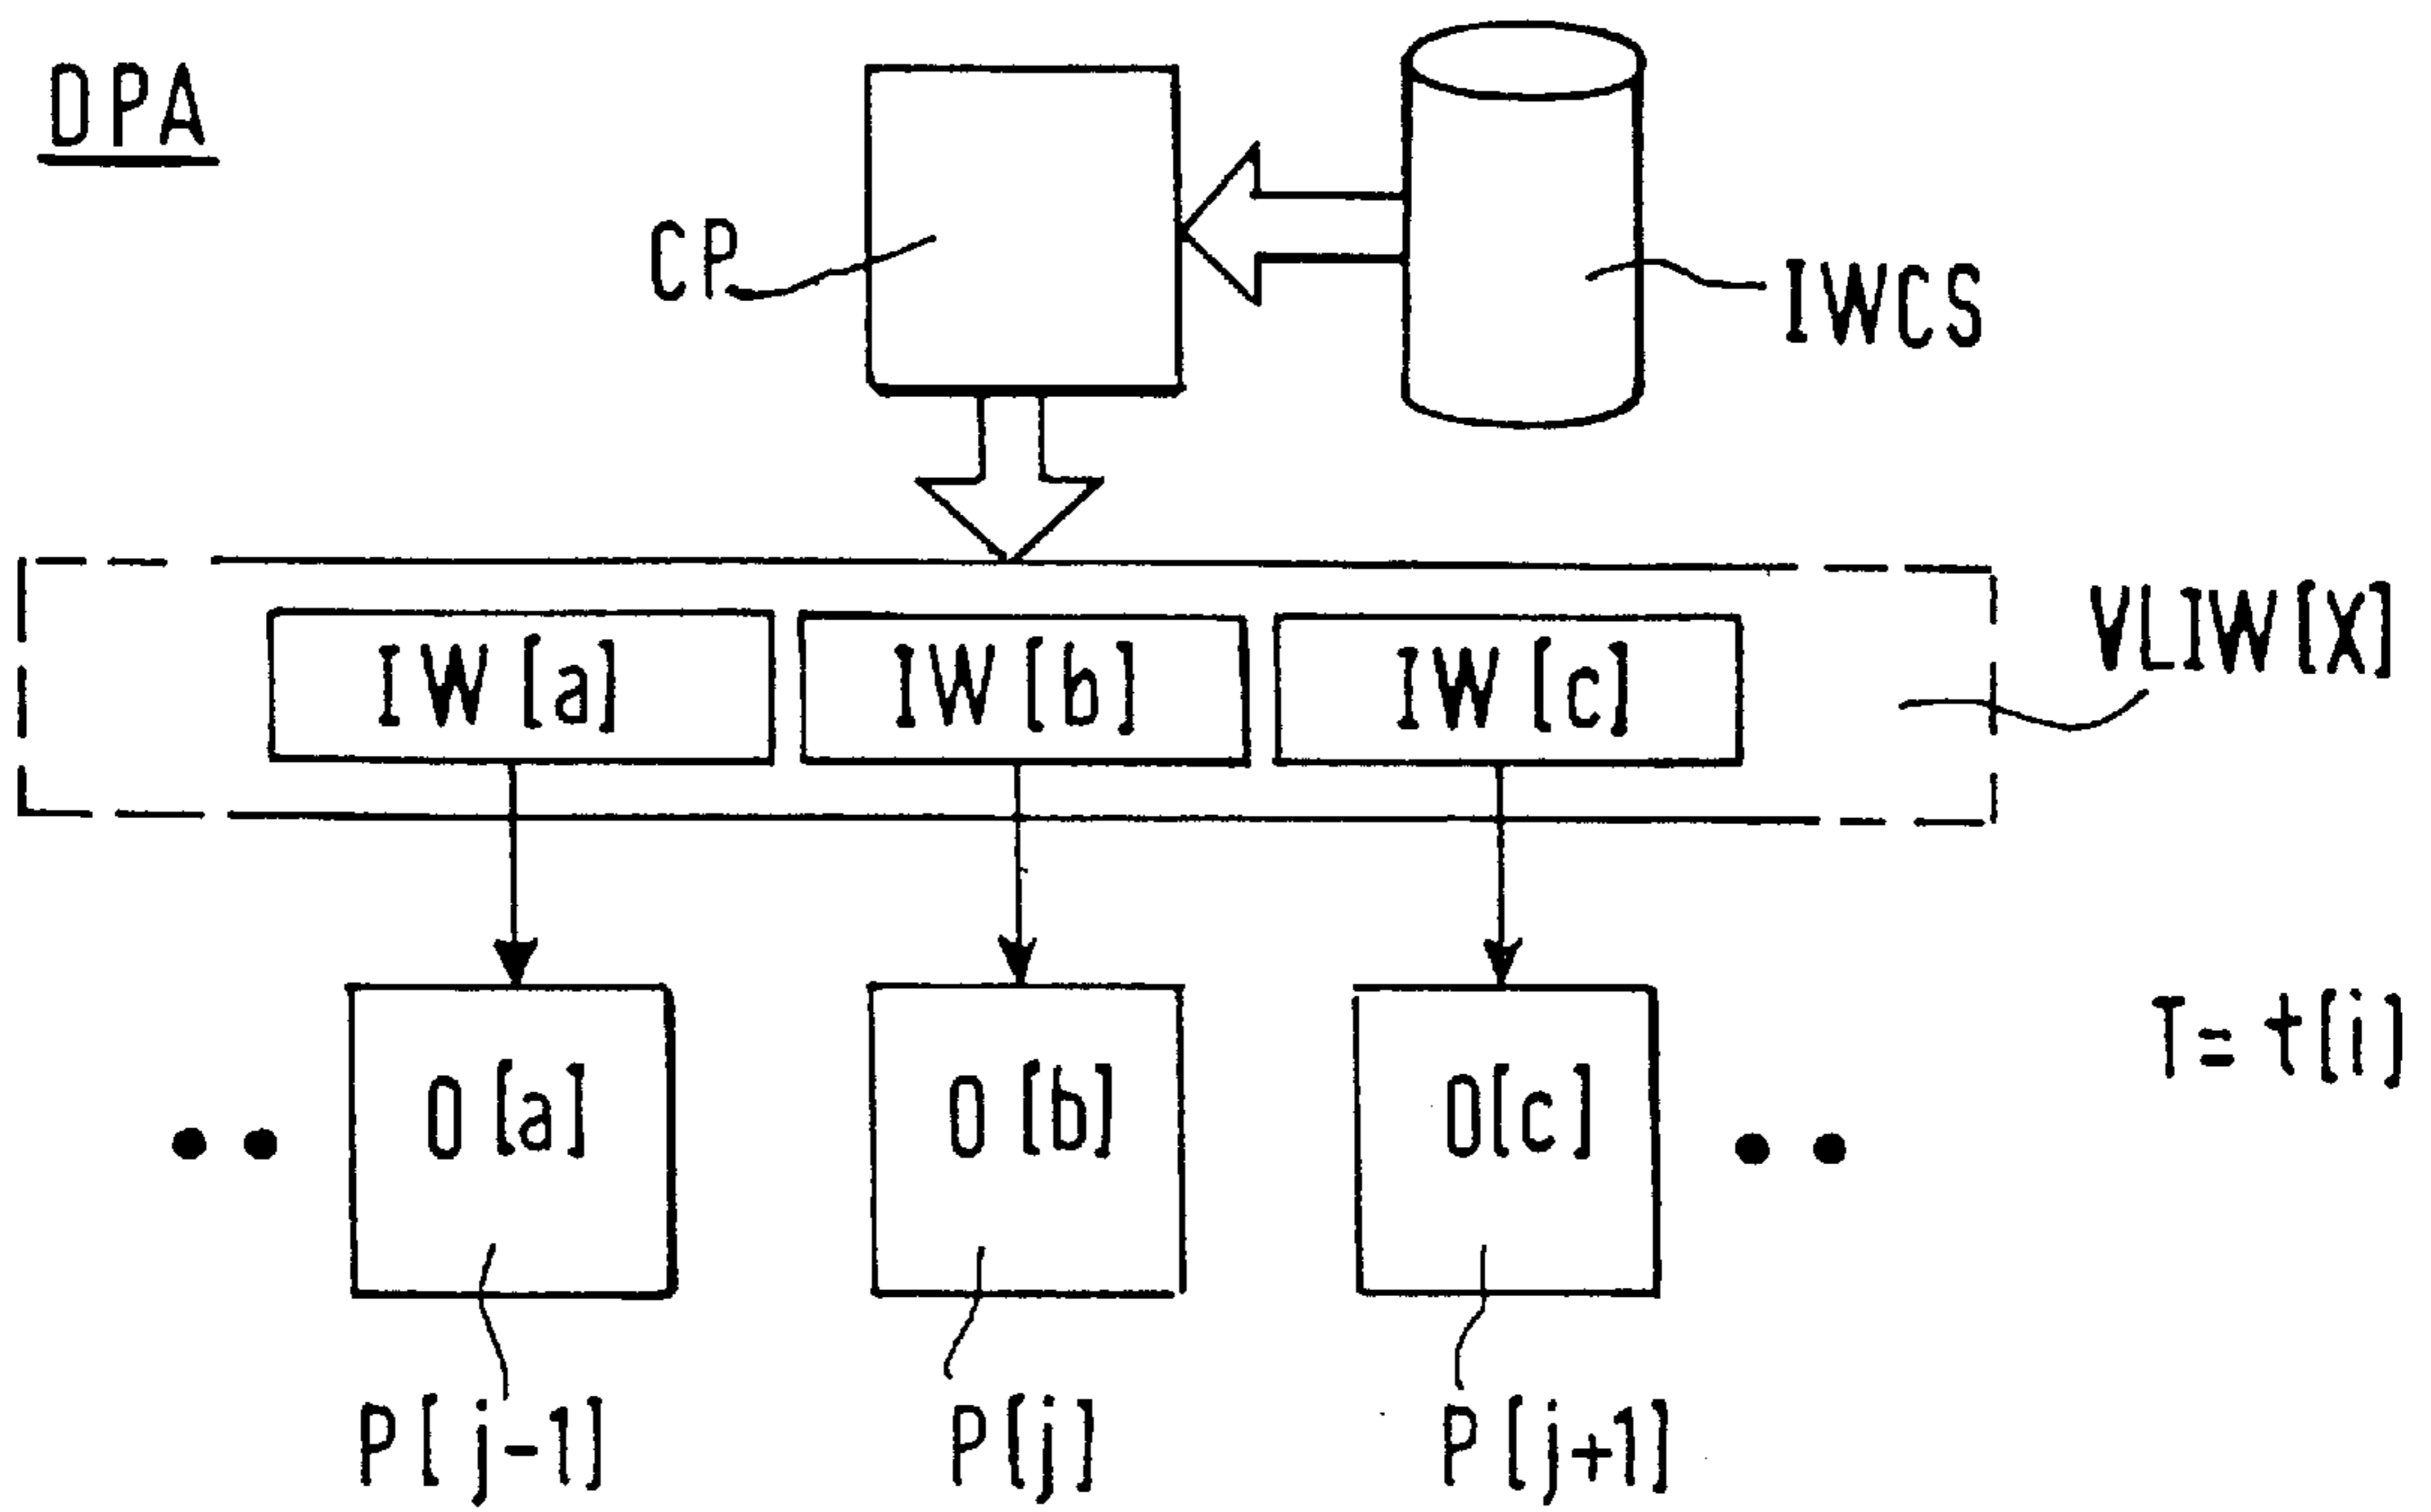 DPA
CP
IWCS
VLIW[X]
IW[a] IW[b] IW[c]
T=t[i]
O[a] O[b] O[c]
P[j-1] P[j] P[j+1]